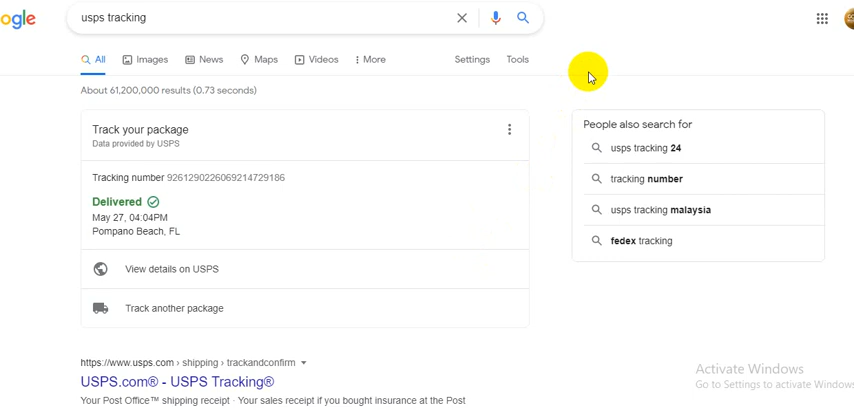 ogle
usps tracking
All Images News Maps Videos More Settings Tools
About 61,200,000 results (0.73 seconds)
Track your package
Data provided by USPS
Tracking number 9261290226069214729186
Delivered
May 27, 04:04PM
Pompano Beach, FL
View details on USPS
Track another package
People also search for
usps tracking 24
tracking number
usps tracking malaysia
fedex tracking
https://www.usps.com › shipping › trackandconfirm
USPS.com® - USPS Tracking®
Your Post Office™ shipping receipt · Your sales receipt if you bought insurance at the Post
Activate Windows
Go to Settings to activate Windows